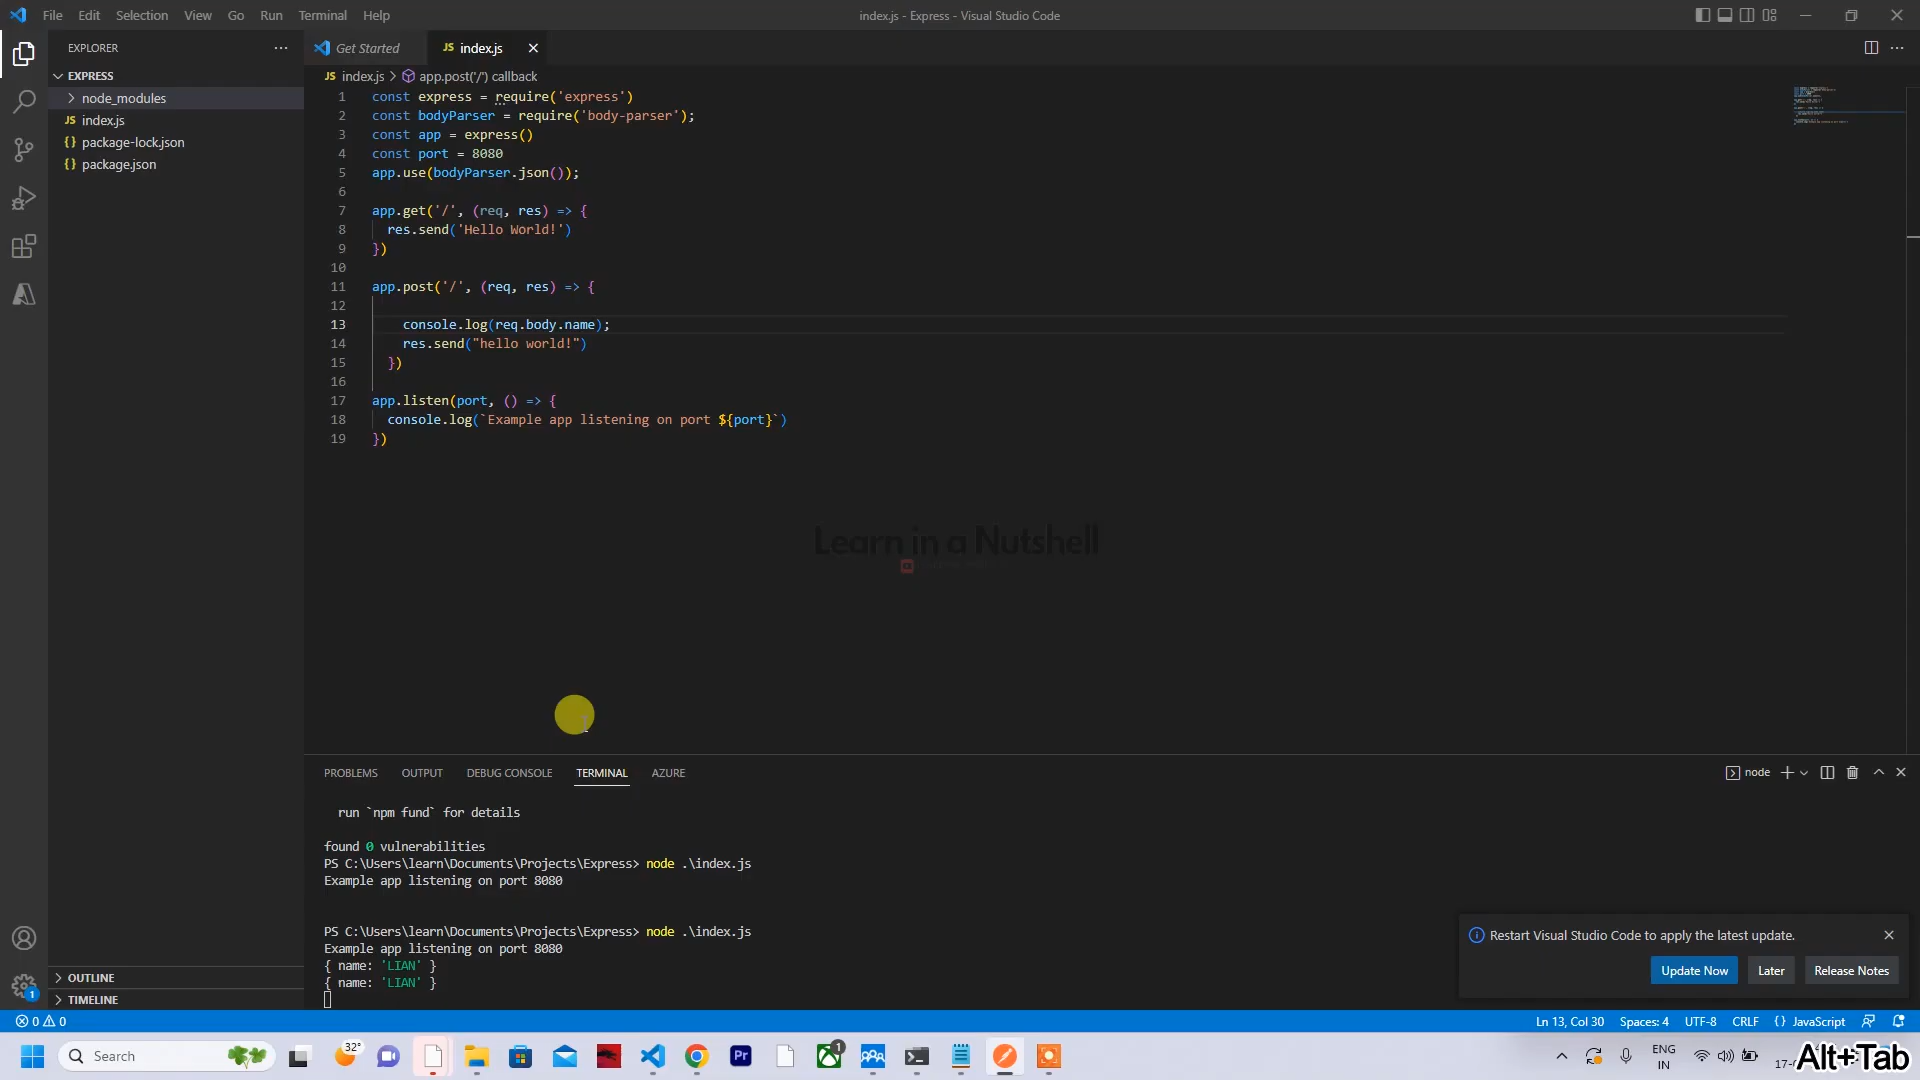 File Edit Selection View Go Run Terminal Help
index.js - Express - Visual Studio Code
EXPLORER
EXPRESS
node_modules
index.js
package-lock.json
package.json
OUTLINE
TIMELINE
Get Started
JS index.js
JS index.js > app.post('/') callback
1 const express = require('express')
2 const bodyParser = require('body-parser');
3 const app = express()
4 const port = 8080
5 app.use(bodyParser.json());
6
7 app.get('/', (req, res) => {
8 res.send('Hello World!')
9 })
10
11 app.post('/', (req, res) => {
12
13 console.log(req.body.name);
14 res.send("hello world!")
15 })
16
17 app.listen(port, () => {
18 console.log(`Example app listening on port ${port}`)
19 })
Learn in a Nutshell
PROBLEMS OUTPUT DEBUG CONSOLE TERMINAL AZURE
node
run `npm fund` for details
found 0 vulnerabilities
PS C:\Users\learn\Documents\Projects\Express> node .\index.js
Example app listening on port 8080
PS C:\Users\learn\Documents\Projects\Express> node .\index.js
Example app listening on port 8080
{ name: 'LIAN' }
{ name: 'LIAN' }
Restart Visual Studio Code to apply the latest update.
Update Now Later Release Notes
1
0 0
Ln 13, Col 30 Spaces: 4 UTF-8 CRLF {} JavaScript
Search
32°
Pr
1
ENG
IN
Alt+Tab